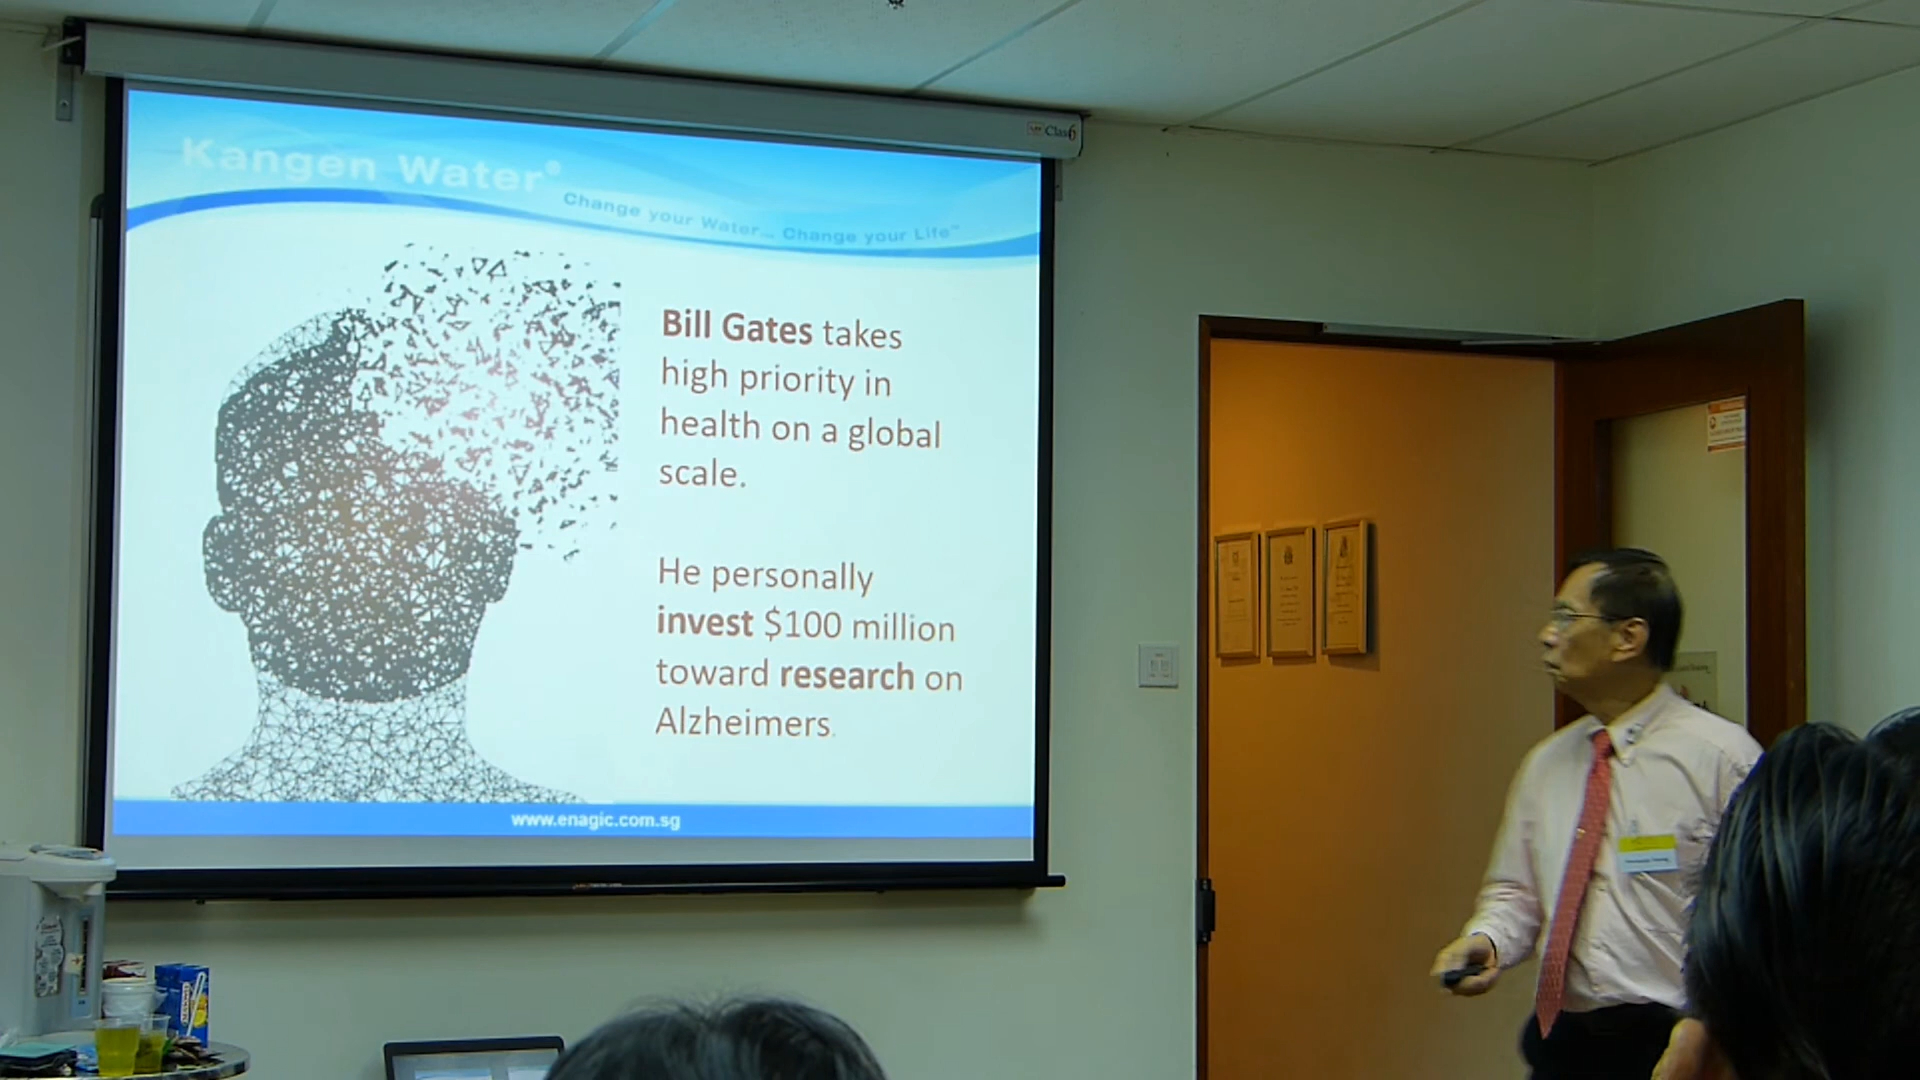 Clas6
Kangen Water®
Change your Water... Change your Life™
Bill Gates takes
high priority in
health on a global
scale.
He personally
invest $100 million
toward research on
Alzheimers.
www.enagic.com.sg